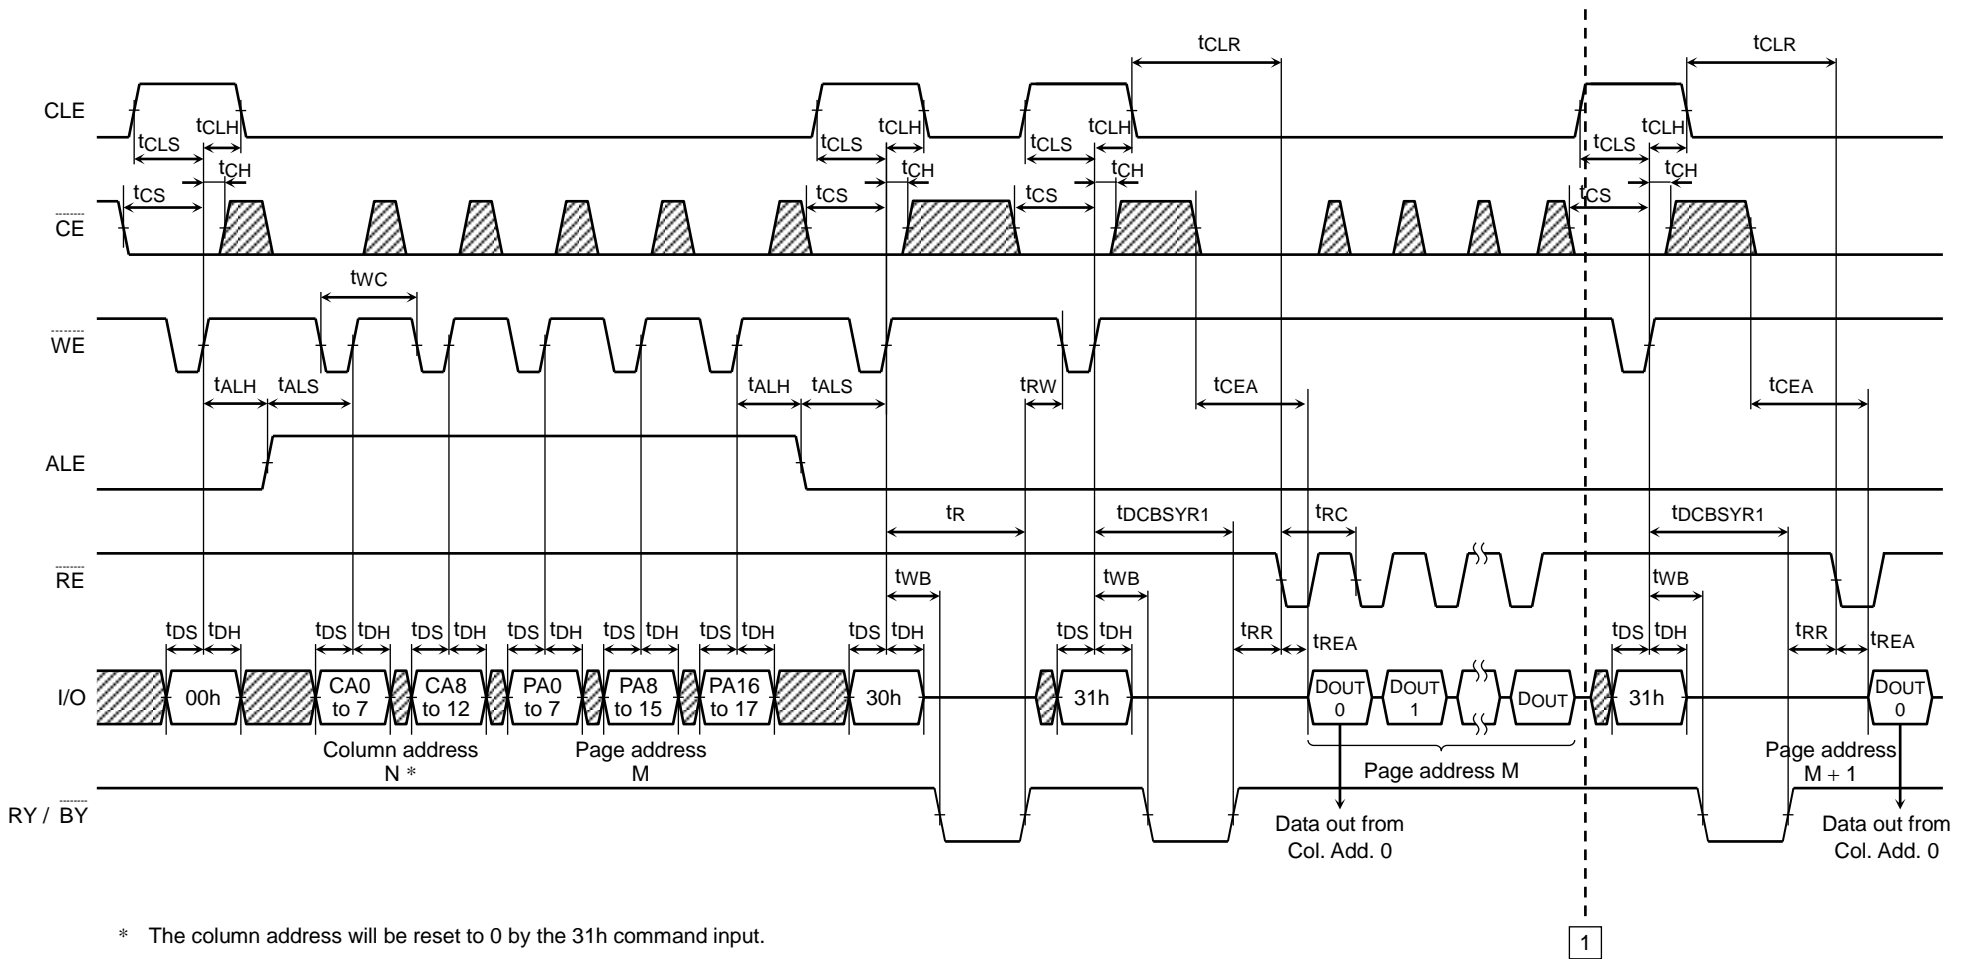 tCLR tCLR
CLE
tCLS tCLH tCLS tCLH tCLS tCLH tCLS tCLH
tCS tCH tCS tCH tCS tCH tCS tCH
CE
tWC
WE
tALH tALS tALH tALS tRW tCEA tCEA
ALE
tR tDCBSYR1 tRC tDCBSYR1
RE
tWB tWB tWB
tDS tDH tDS tDH tDS tDH tDS tDH tDS tDH tDS tDH tDS tDH tDS tDH tRR tREA tDS tDH tRR tREA
I/O 00h CA0 to 7 CA8 to 12 PA0 to 7 PA8 to 15 PA16 to 17 30h 31h DOUT 0 DOUT 1 DOUT 31h DOUT 0
Column address N *
Page address M
Page address M
Page address M + 1
RY / BY
Data out from Col. Add. 0
Data out from Col. Add. 0
* The column address will be reset to 0 by the 31h command input.
1